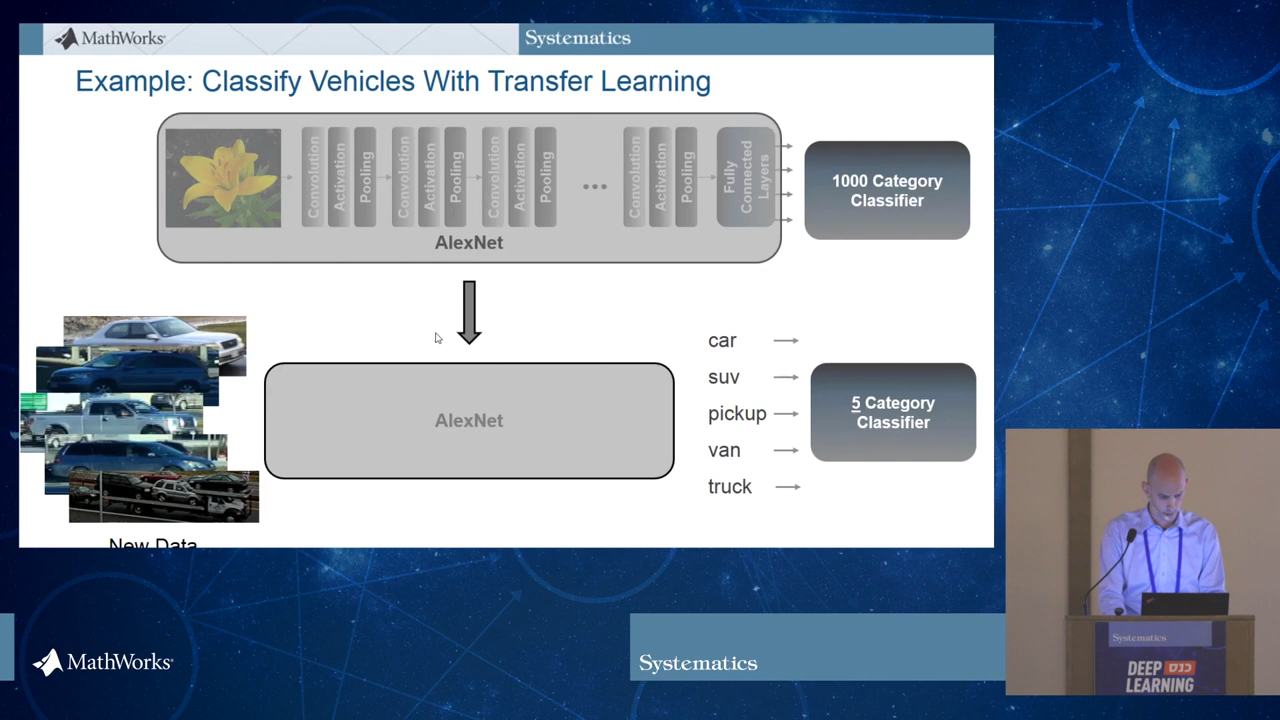 MathWorks®
Systematics
Example: Classify Vehicles With Transfer Learning
Convolution
Activation
Pooling
Convolution
Activation
Pooling
Convolution
Activation
Pooling
...
Convolution
Activation
Pooling
Fully
Connected
Layers
AlexNet
1000 Category
Classifier
car
suv
pickup
van
truck
AlexNet
5 Category
Classifier
New Data
MathWorks®
Systematics
Systematics
DEEP כנס
LEARNING